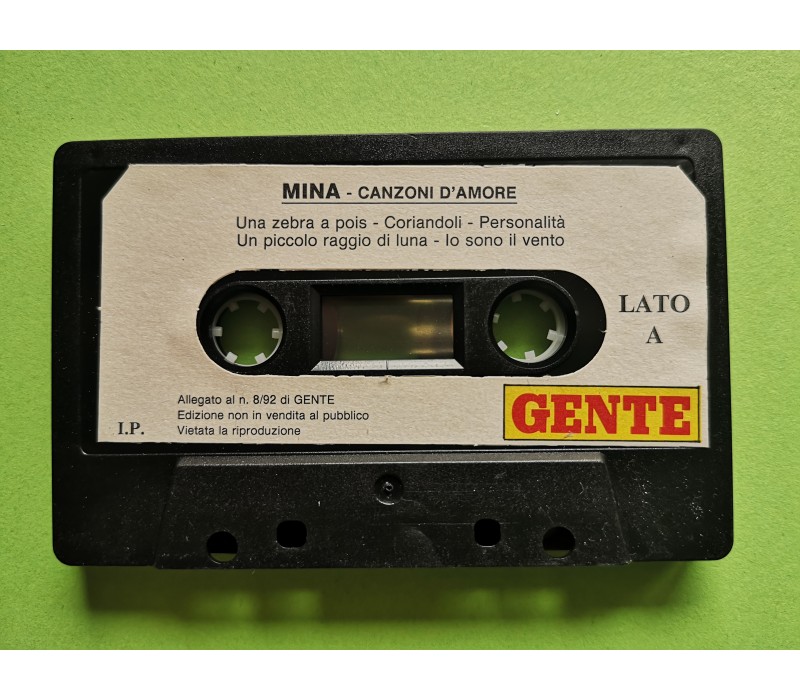 MINA - CANZONI D'AMORE
Una zebra a pois - Coriandoli - Personalità
Un piccolo raggio di luna - Io sono il vento
LATO
A
Allegato al n. 8/92 di GENTE
Edizione non in vendita al pubblico
Vietata la riproduzione
I.P.
GENTE